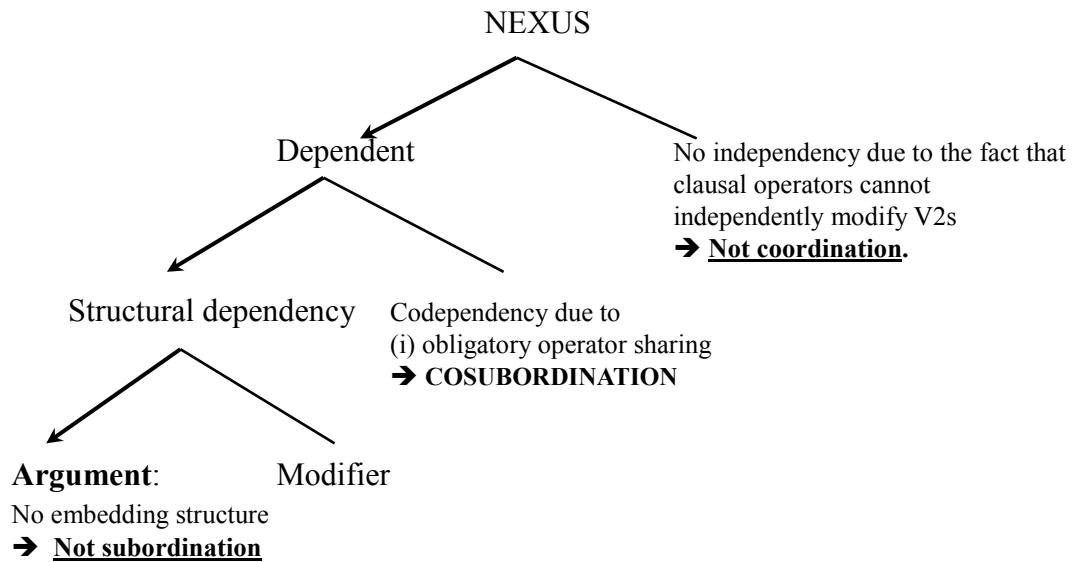 NEXUS
Dependent
No independency due to the fact that
clausal operators cannot
independently modify V2s
➔ Not coordination.
Structural dependency
Codependency due to
(i) obligatory operator sharing
➔ COSUBORDINATION
Argument:
Modifier
No embedding structure
➔ Not subordination